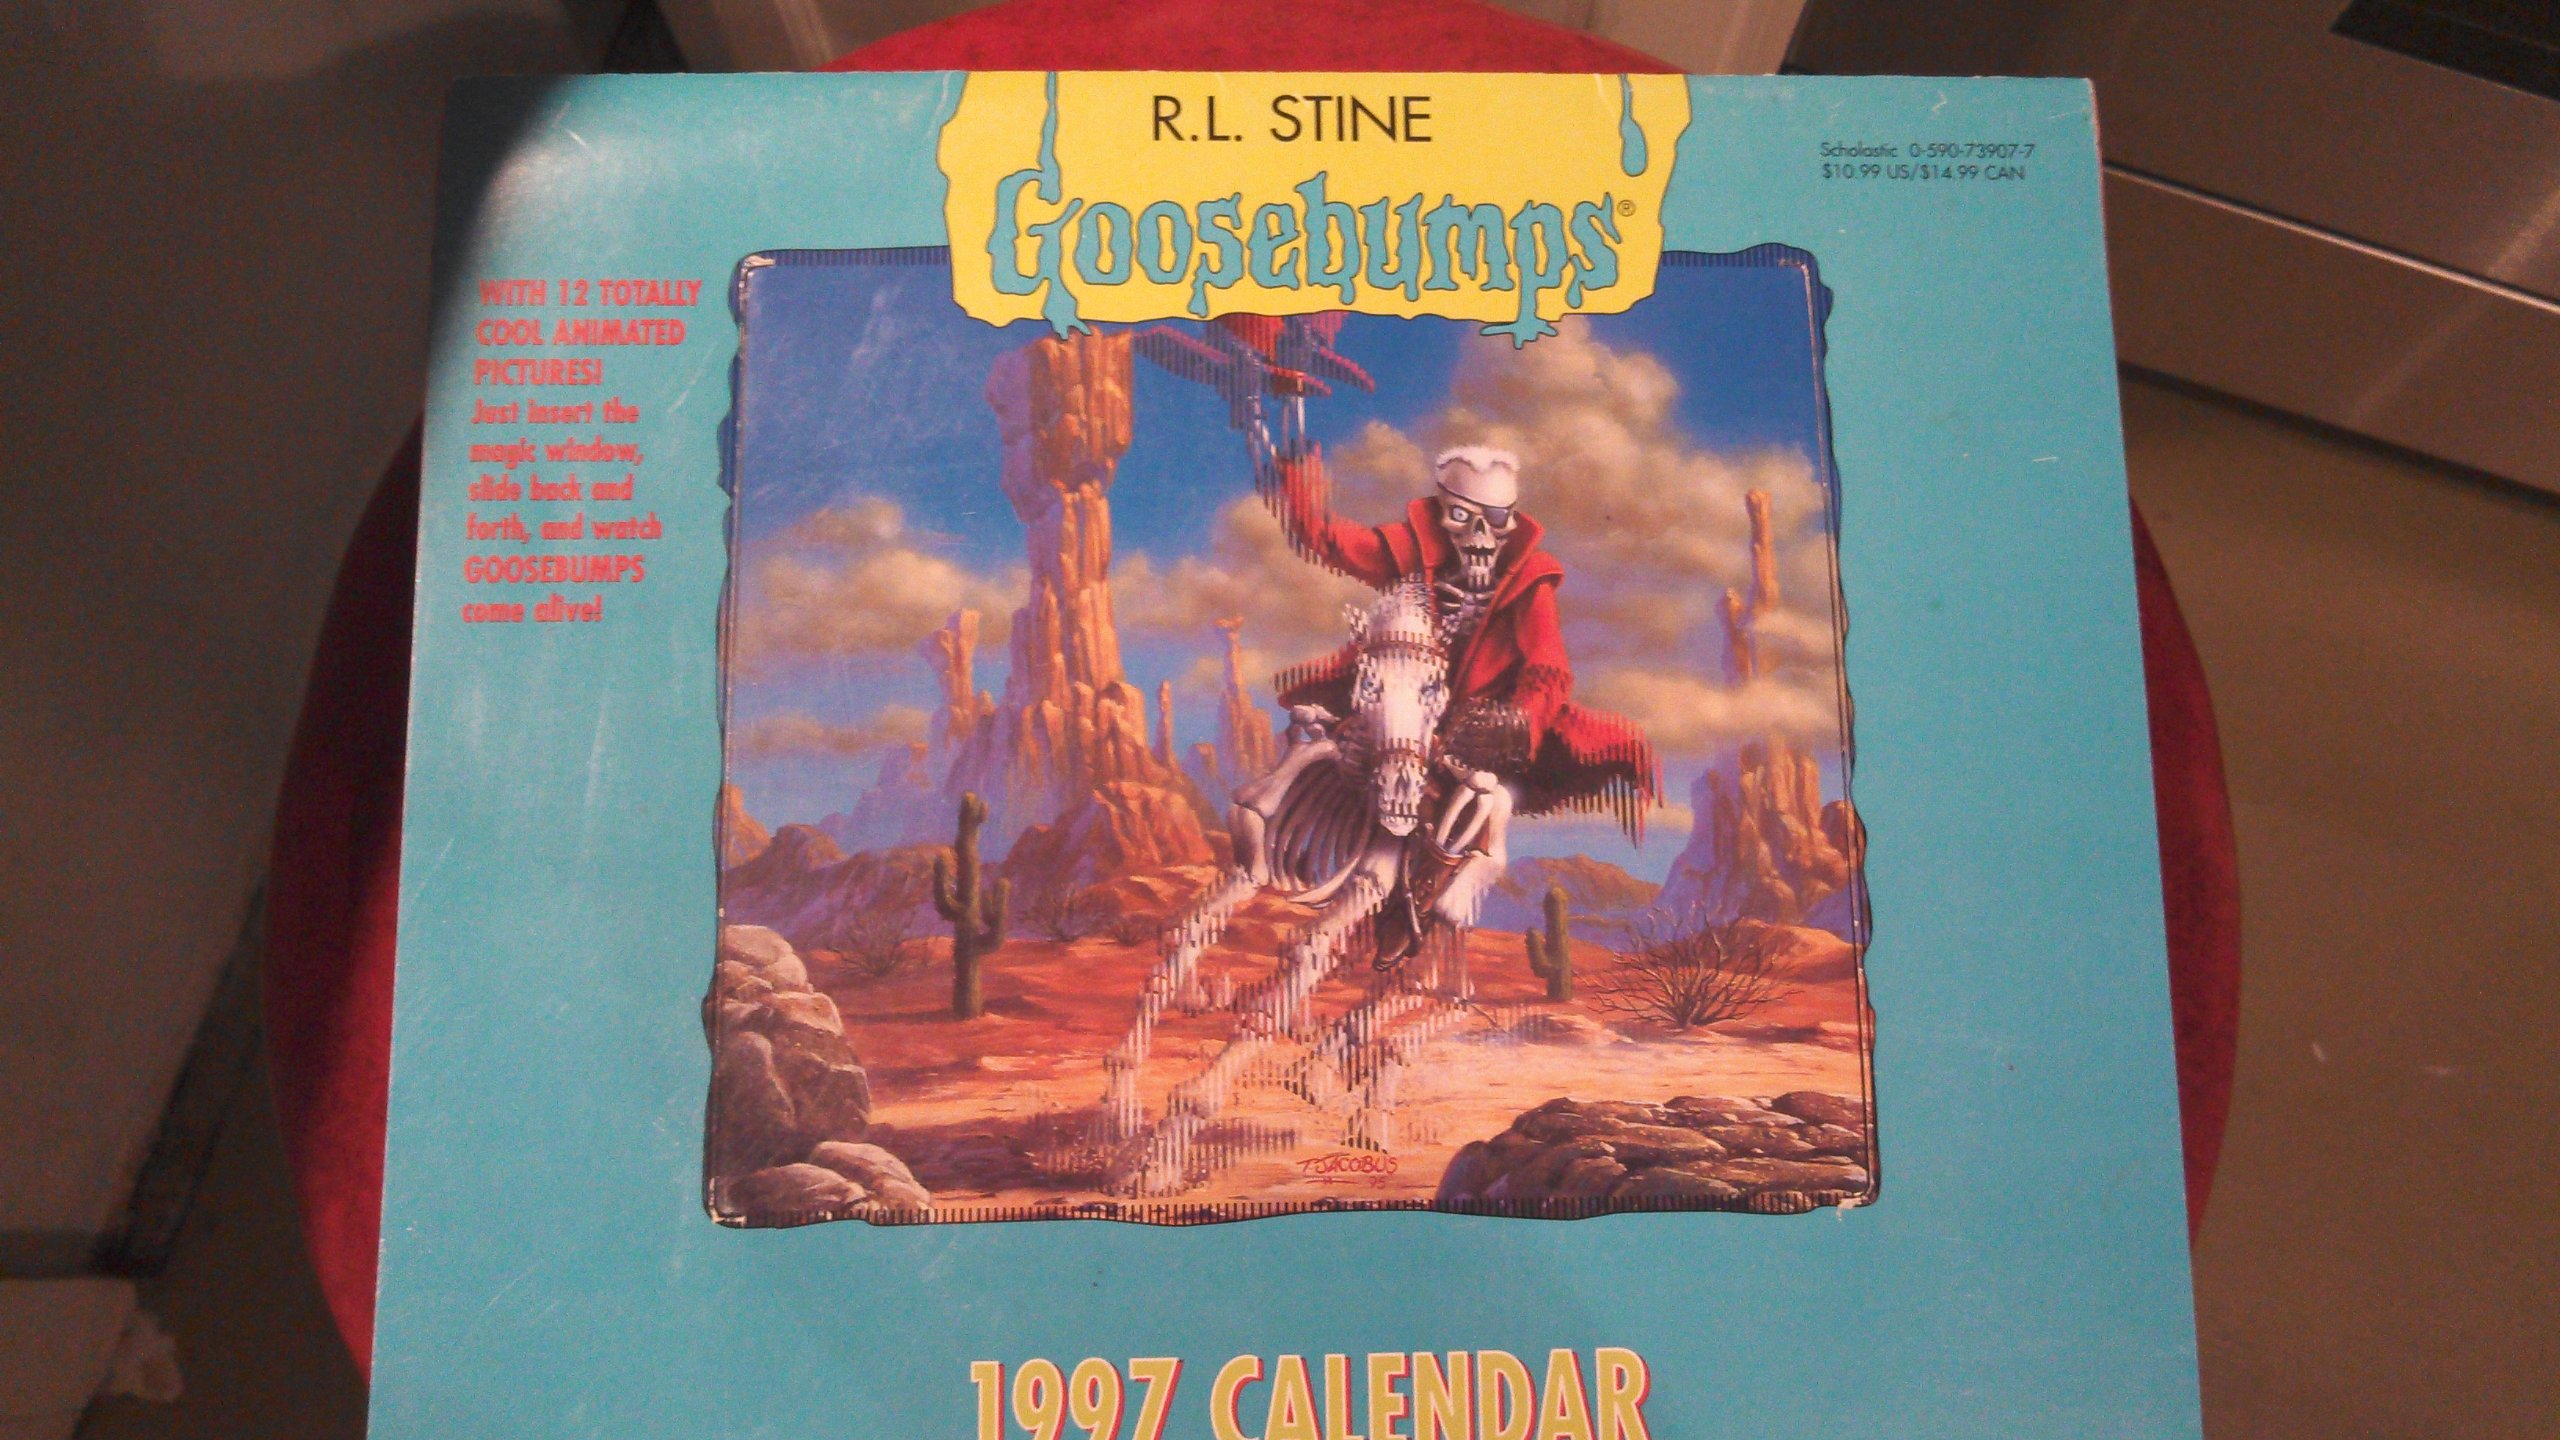 R.L. STINE
Goosebumps®
Scholastic 0-590-73907-7
$10.99 US/$14.99 CAN
WITH 12 TOTALLY
COOL ANIMATED
PICTURES!
Just insert the
magic window,
slide back and
forth, and watch
GOOSEBUMPS
come alive!
T JACOBUS
95
1997 CALENDAR